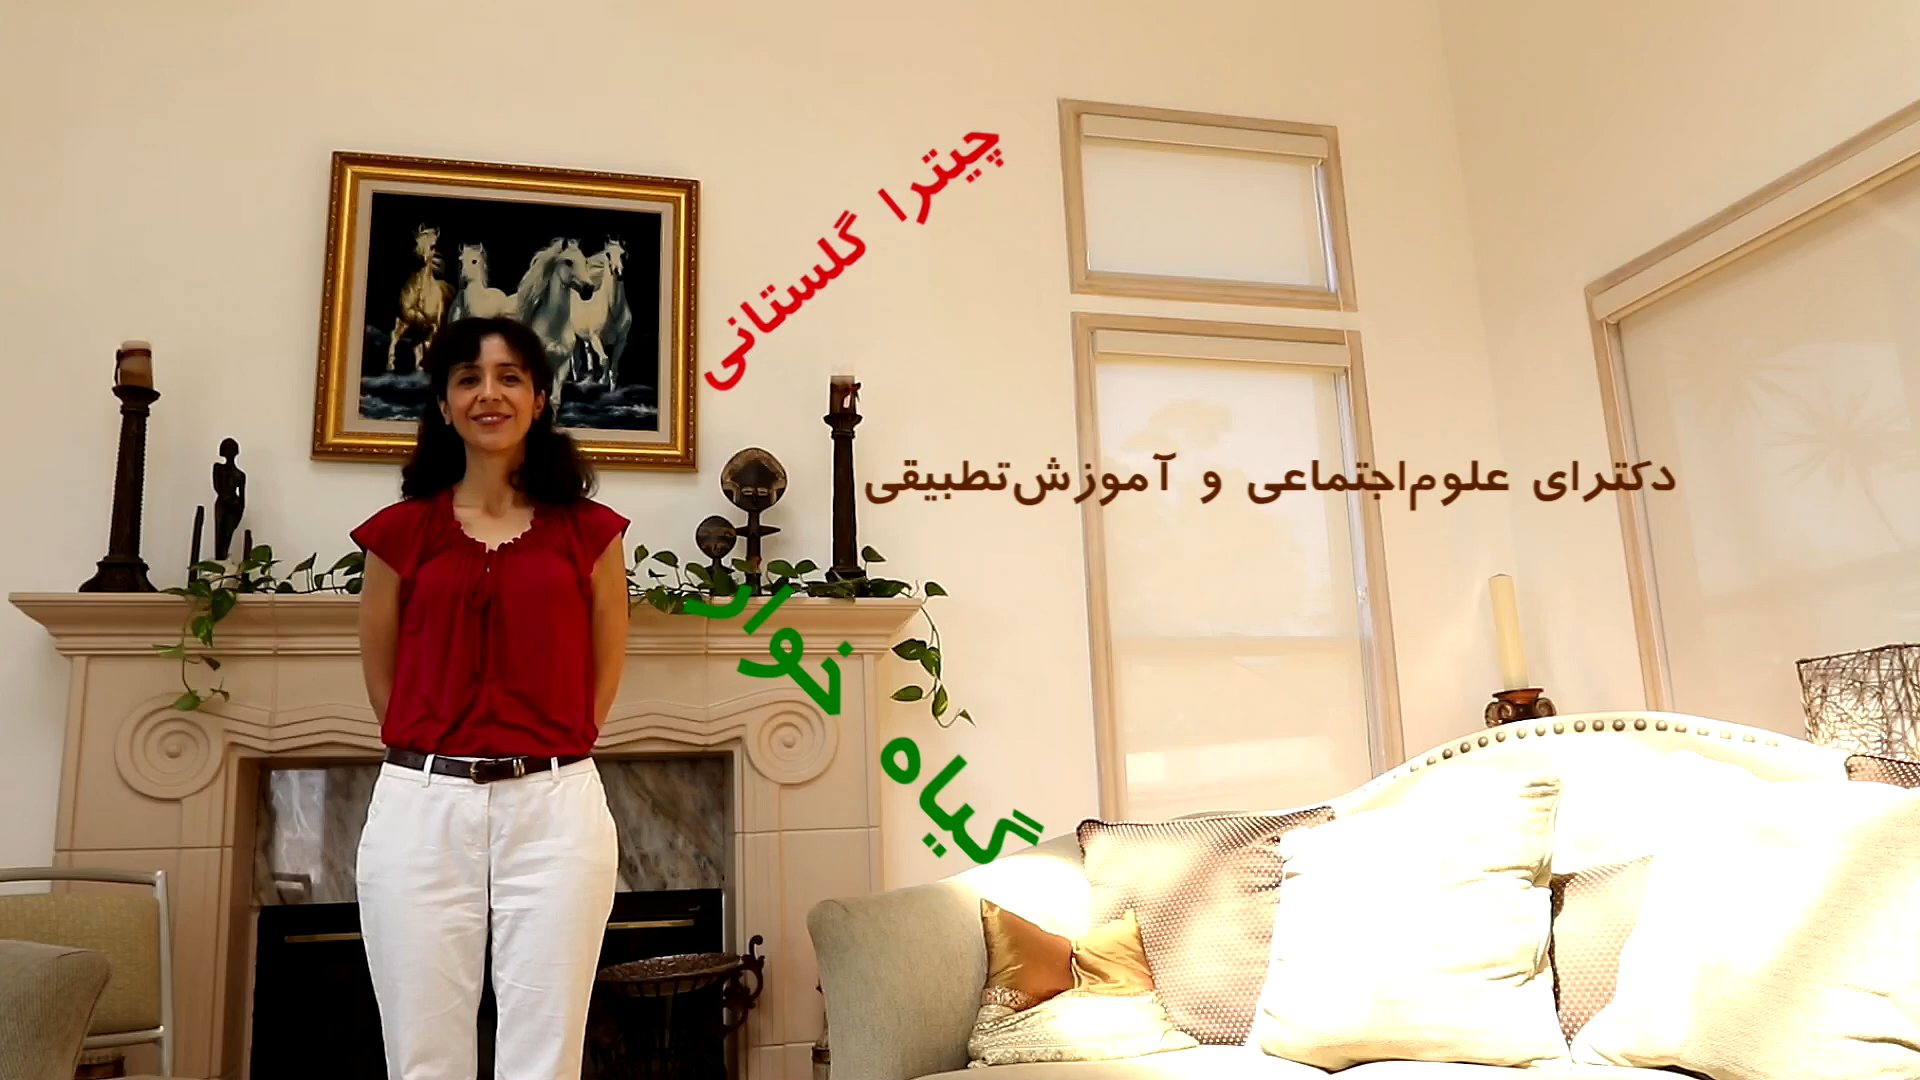 چیترا گلستانی
دکترای علوم‌اجتماعی و آموزش‌تطبیقی
گیاه خوار